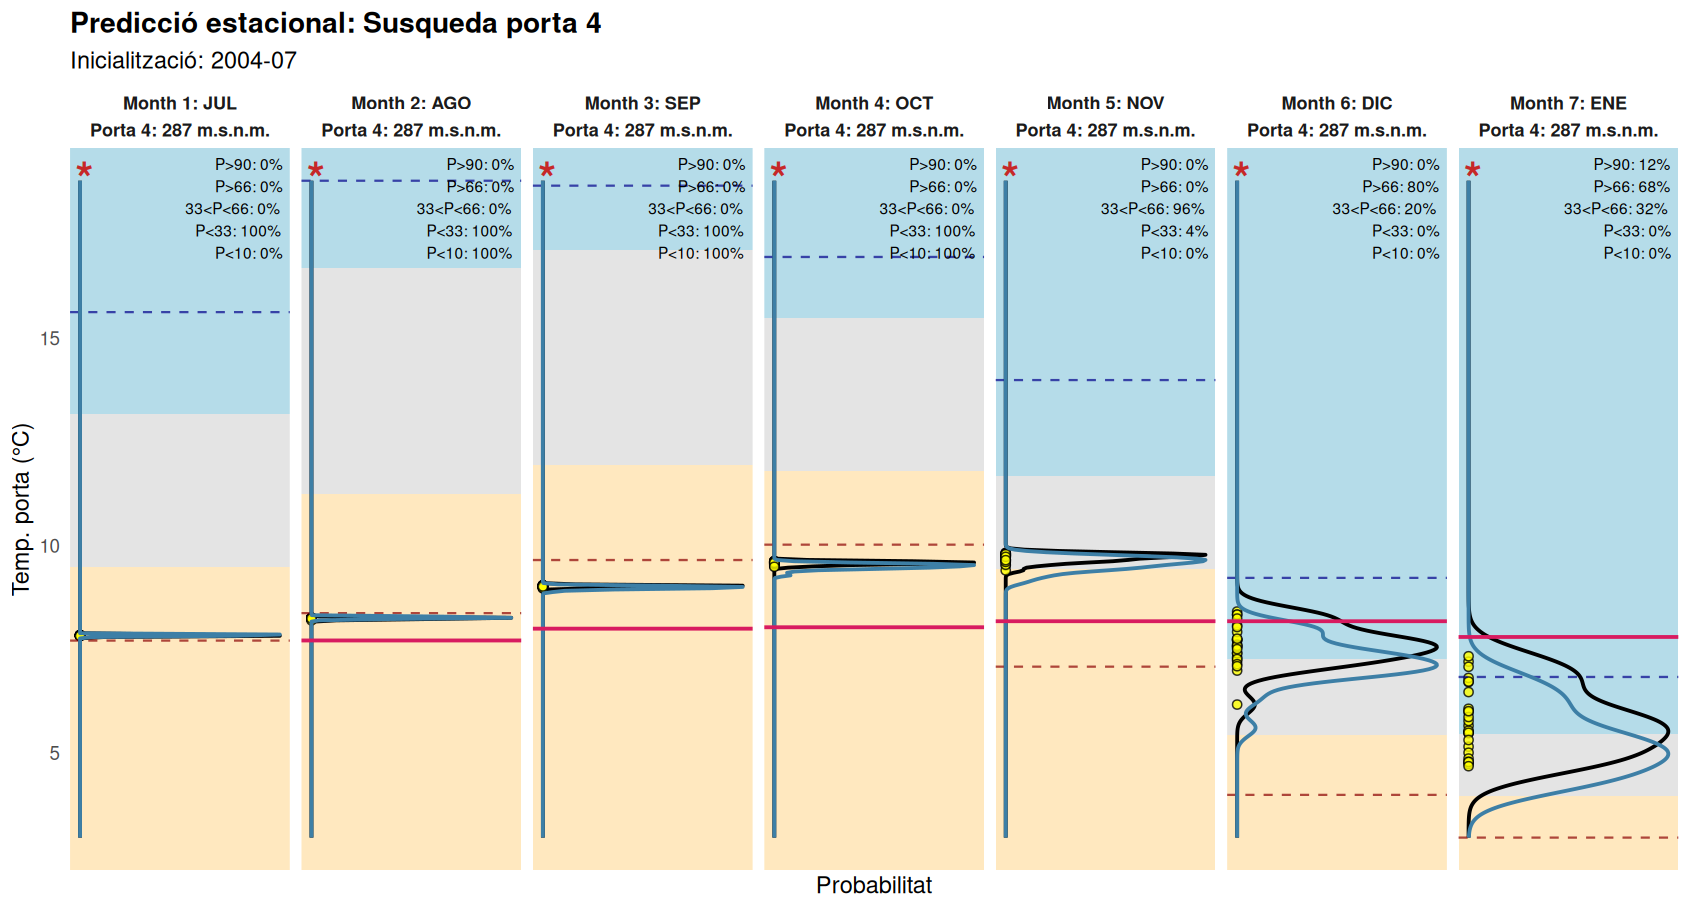 Predicció estacional: Susqueda porta 4
Inicialització: 2004-07
Month 1: JUL
Porta 4: 287 m.s.n.m.
Month 2: AGO
Porta 4: 287 m.s.n.m.
Month 3: SEP
Porta 4: 287 m.s.n.m.
Month 4: OCT
Porta 4: 287 m.s.n.m.
Month 5: NOV
Porta 4: 287 m.s.n.m.
Month 6: DIC
Porta 4: 287 m.s.n.m.
Month 7: ENE
Porta 4: 287 m.s.n.m.
*
P>90: 0%
P>66: 0%
33<P<66: 0%
P<33: 100%
P<10: 0%
*
P>90: 0%
P>66: 0%
33<P<66: 0%
P<33: 100%
P<10: 100%
*
P>90: 0%
P>66: 0%
33<P<66: 0%
P<33: 100%
P<10: 100%
*
P>90: 0%
P>66: 0%
33<P<66: 0%
P<33: 100%
P<10: 100%
*
P>90: 0%
P>66: 0%
33<P<66: 96%
P<33: 4%
P<10: 0%
*
P>90: 0%
P>66: 80%
33<P<66: 20%
P<33: 0%
P<10: 0%
*
P>90: 12%
P>66: 68%
33<P<66: 32%
P<33: 0%
P<10: 0%
15
10
5
Temp. porta (°C)
Probabilitat